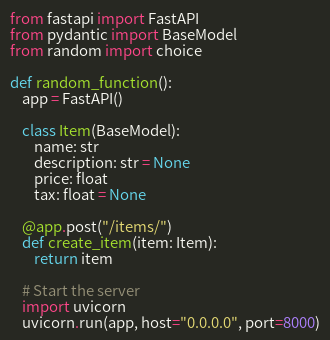 from fastapi import FastAPI
from pydantic import BaseModel
from random import choice

def random_function():
    app = FastAPI()

    class Item(BaseModel):
        name: str
        description: str = None
        price: float
        tax: float = None

    @app.post("/items/")
    def create_item(item: Item):
        return item

    # Start the server
    import uvicorn
    uvicorn.run(app, host="0.0.0.0", port=8000)